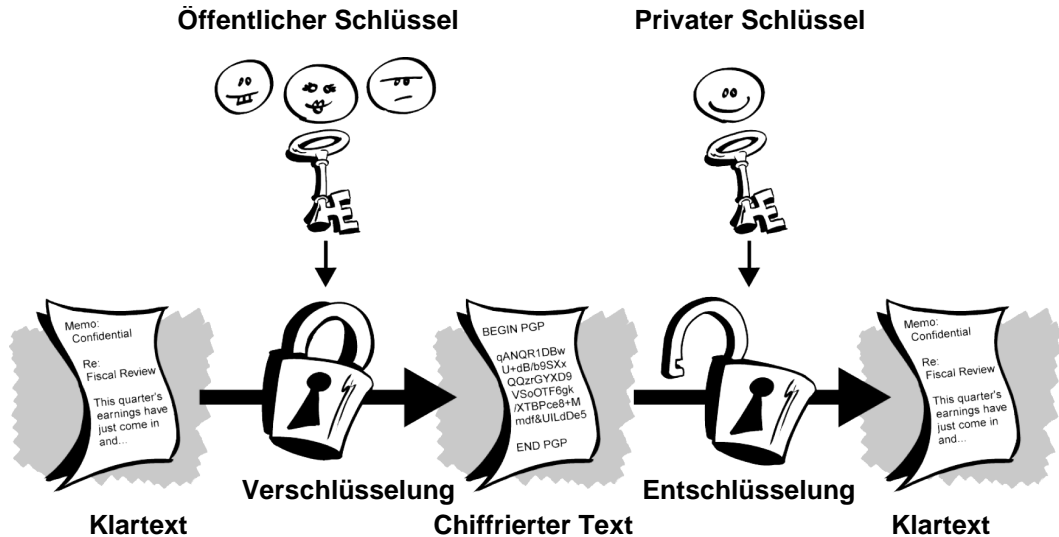 Öffentlicher Schlüssel
Privater Schlüssel
Memo:
Confidential
Re:
Fiscal Review
This quarter's
earnings have
just come in
and...
BEGIN PGP
qANQR1DBw
U+dB/b9SXx
QQzrGYXD9
VSoOTF6gk
/XTBPce8+M
mdf&UILdDe5
END PGP
Memo:
Confidential
Re:
Fiscal Review
This quarter's
earnings have
just come in
and...
Verschlüsselung
Entschlüsselung
Klartext
Chiffrierter Text
Klartext